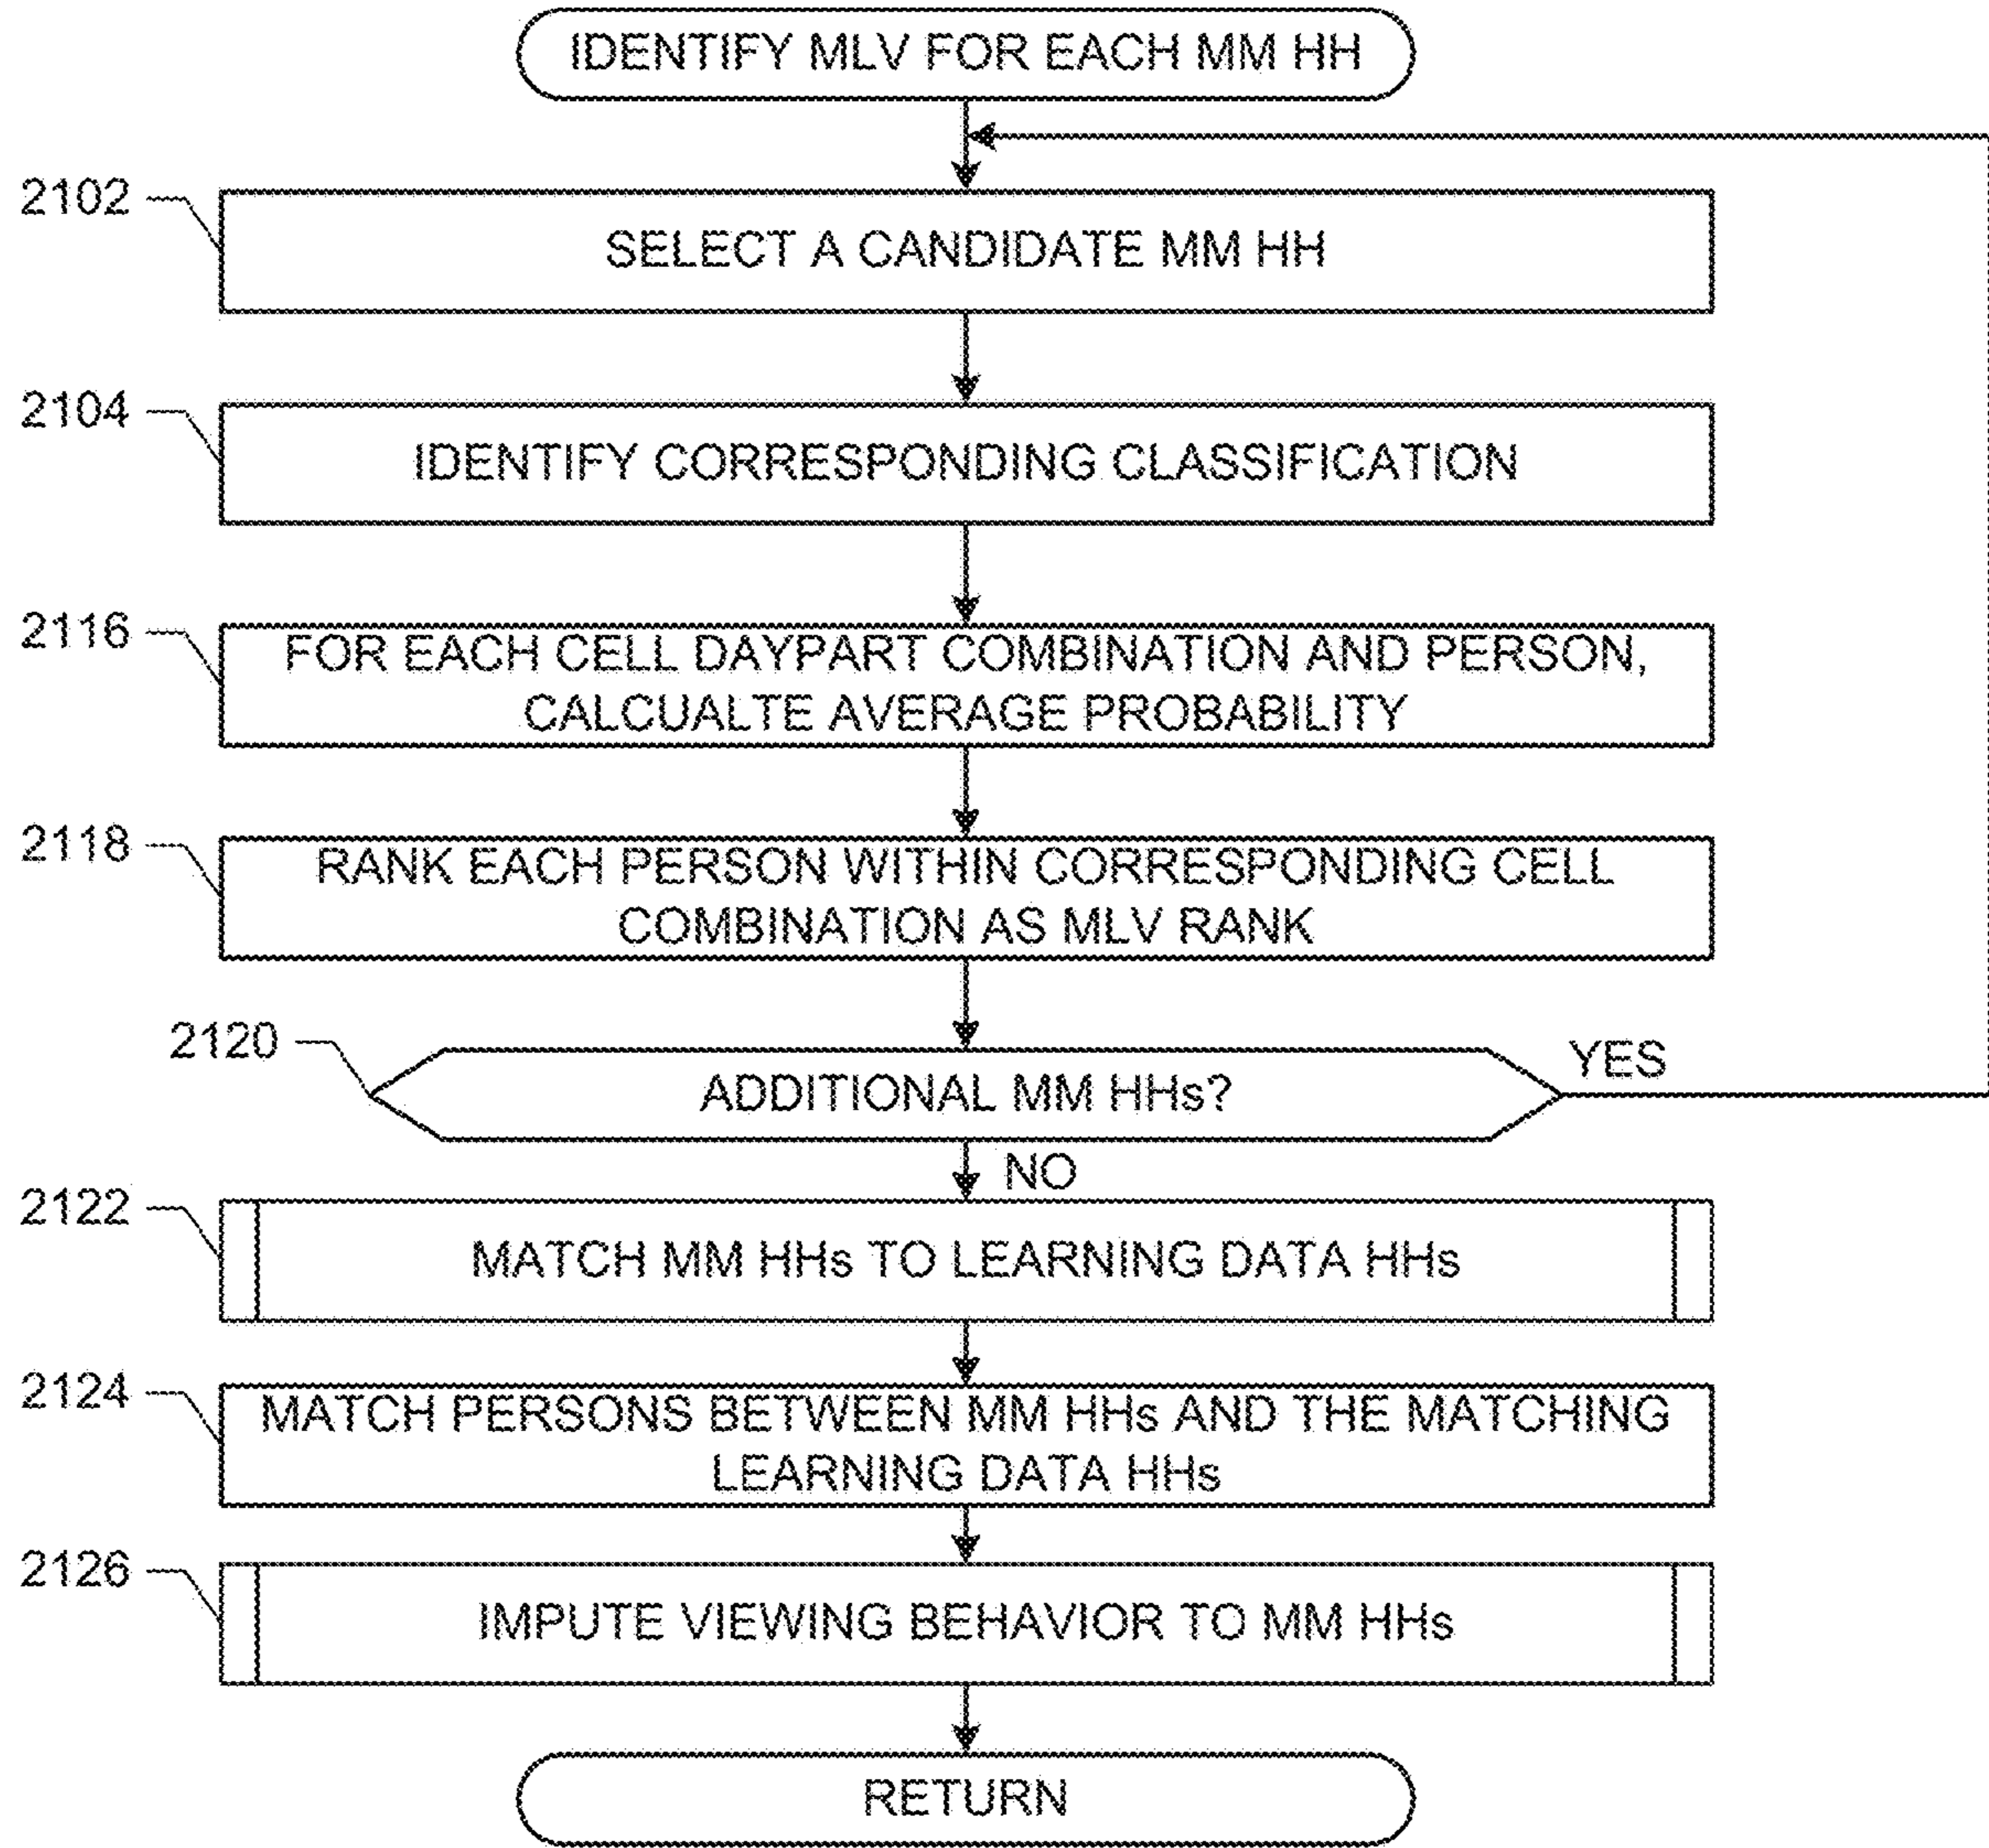 IDENTIFY MLV FOR EACH MM HH
2102
SELECT A CANDIDATE MM HH
2104
IDENTIFY CORRESPONDING CLASSIFICATION
2116
FOR EACH CELL DAYPART COMBINATION AND PERSON,
CALCUALTE AVERAGE PROBABILITY
2118
RANK EACH PERSON WITHIN CORRESPONDING CELL
COMBINATION AS MLV RANK
2120
ADDITIONAL MM HHs?
YES
NO
2122
MATCH MM HHs TO LEARNING DATA HHs
2124
MATCH PERSONS BETWEEN MM HHs AND THE MATCHING
LEARNING DATA HHs
2126
IMPUTE VIEWING BEHAVIOR TO MM HHs
RETURN